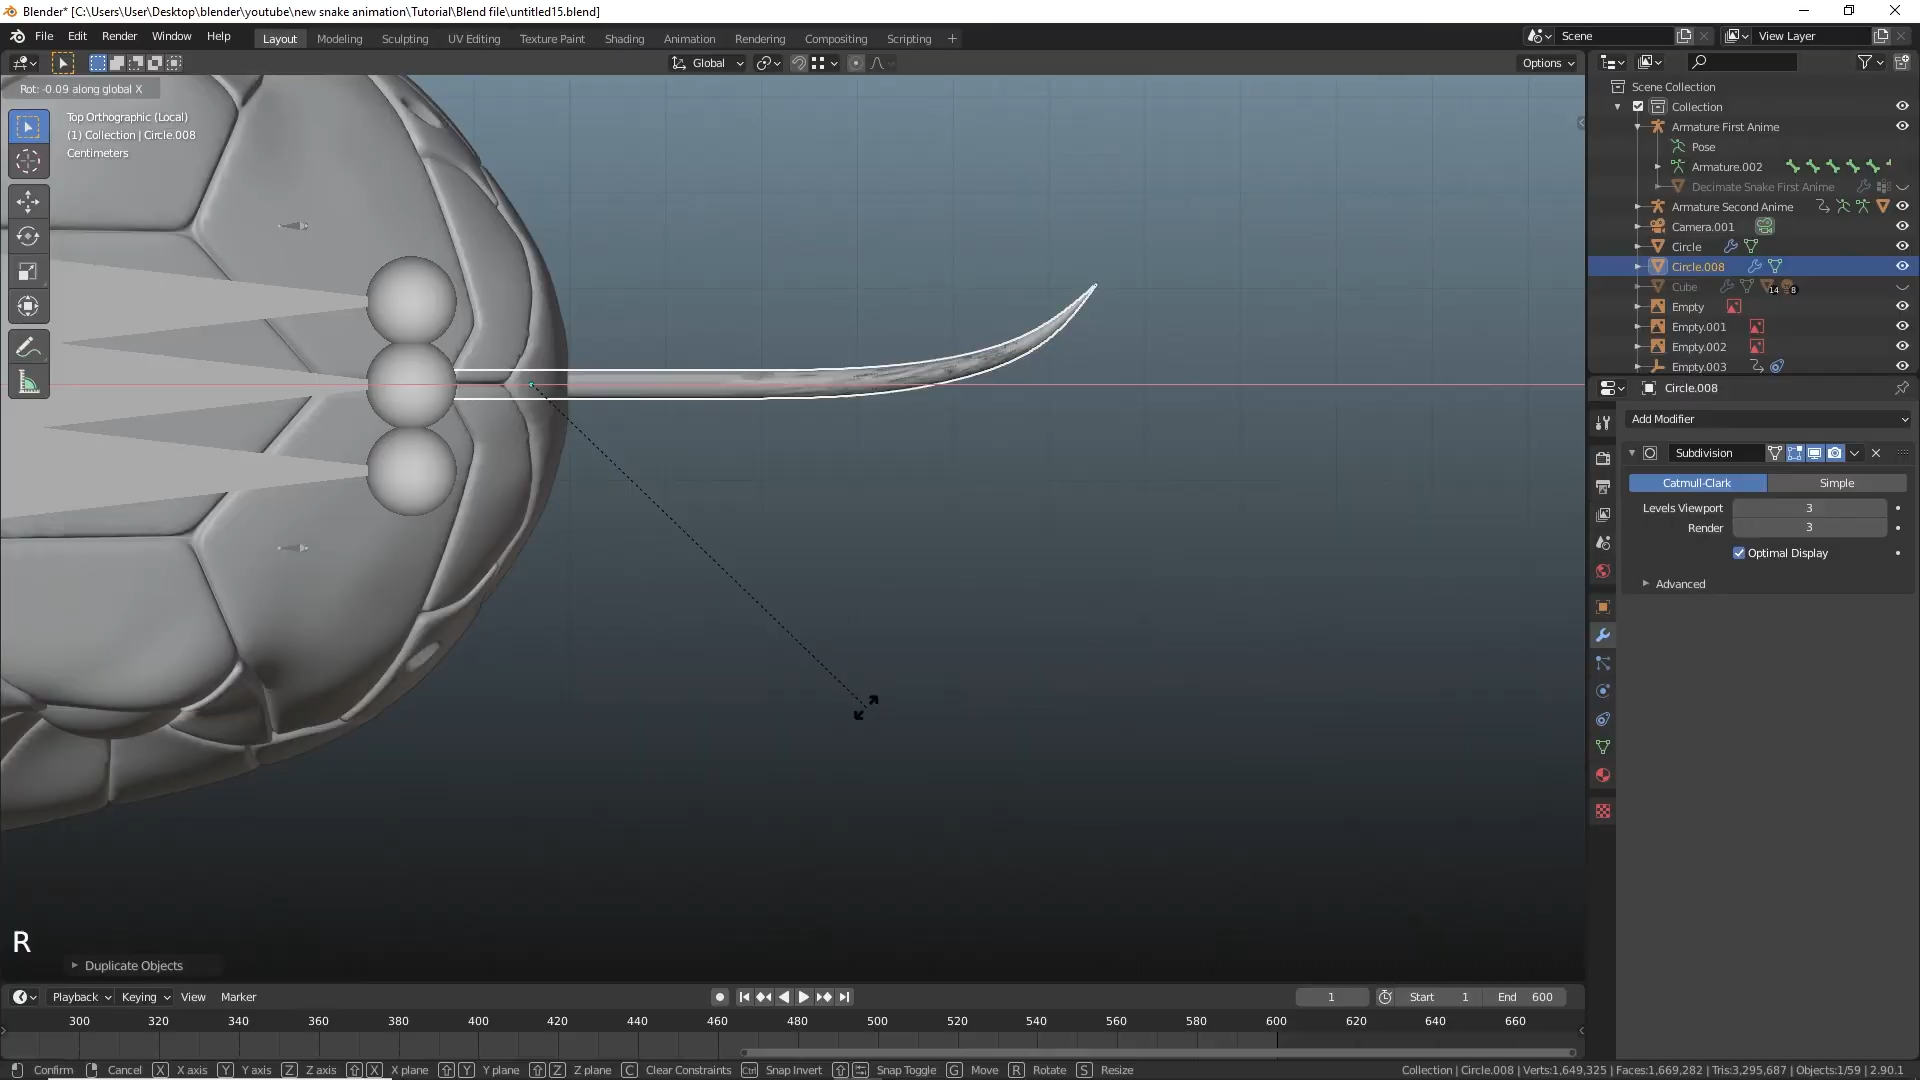 Blender* [C:\Users\User\Desktop\blender\youtube\new snake animation\Tutorial\Blend file\untitled15.blend]
File Edit Render Window Help Layout Modeling Sculpting UV Editing Texture Paint Shading Animation Rendering Compositing Scripting + Scene View Layer
Global Options
Rot: -0.09 along global X
Top Orthographic (Local)
(1) Collection | Circle.008
Centimeters
Scene Collection
Collection
Armature First Anime
Pose
Armature.002
Decimate Snake First Anime
Armature Second Anime
Camera.001
Circle
Circle.008
Cube 14 8
Empty
Empty.001
Empty.002
Empty.003
Circle.008
Add Modifier
Subdivision
Catmull-Clark Simple
Levels Viewport 3
Render 3
Optimal Display
Advanced
R
Duplicate Objects
Playback Keying View Marker 1 Start 1 End 600
300 320 340 360 380 400 420 440 460 480 500 520 540 560 580 600 620 640 660
Confirm Cancel X X axis Y Y axis Z Z axis X X plane Y Y plane Z Z plane C Clear Constraints Ctrl Snap Invert Snap Toggle G Move R Rotate S Resize Collection | Circle.008 | Verts:1,649,325 | Faces:1,669,282 | Tris:3,295,687 | Objects:1/59 | 2.90.1